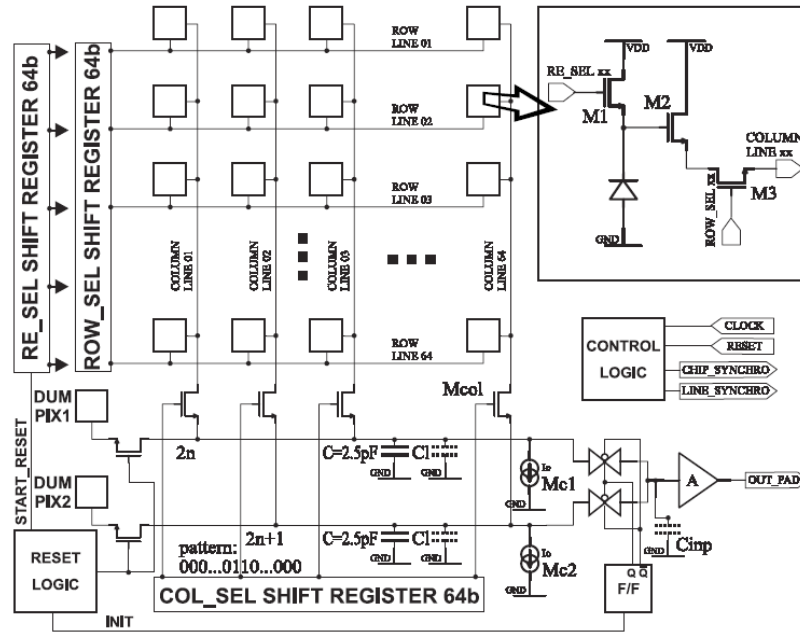 RE_SEL SHIFT REGISTER 64b
ROW_SEL SHIFT REGISTER 64b
ROW
LINE 01
ROW
LINE 02
ROW
LINE 03
COLUMN
LINE 01
COLUMN
LINE 02
COLUMN
LINE 03
COLUMN
LINE 64
ROW
LINE 64
VDD
VDD
RE_SEL xx
M1
M2
COLUMN
LINE xx
M3
ROW_SEL xx
GND
CONTROL
LOGIC
CLOCK
RESET
CHIP_SYNCHRO
LINE_SYNCHRO
DUM
PIX1
2n
Mcol
START_RESET
C=2.5pF
C1
GND
GND
Io
Mc1
GND
DUM
PIX2
2n+1
C=2.5pF
C1
GND
GND
Io
Mc2
GND
A
OUT_PAD
Cinp
GND
Q
Q
F/F
RESET
LOGIC
pattern:
000...0110...000
COL_SEL SHIFT REGISTER 64b
INIT